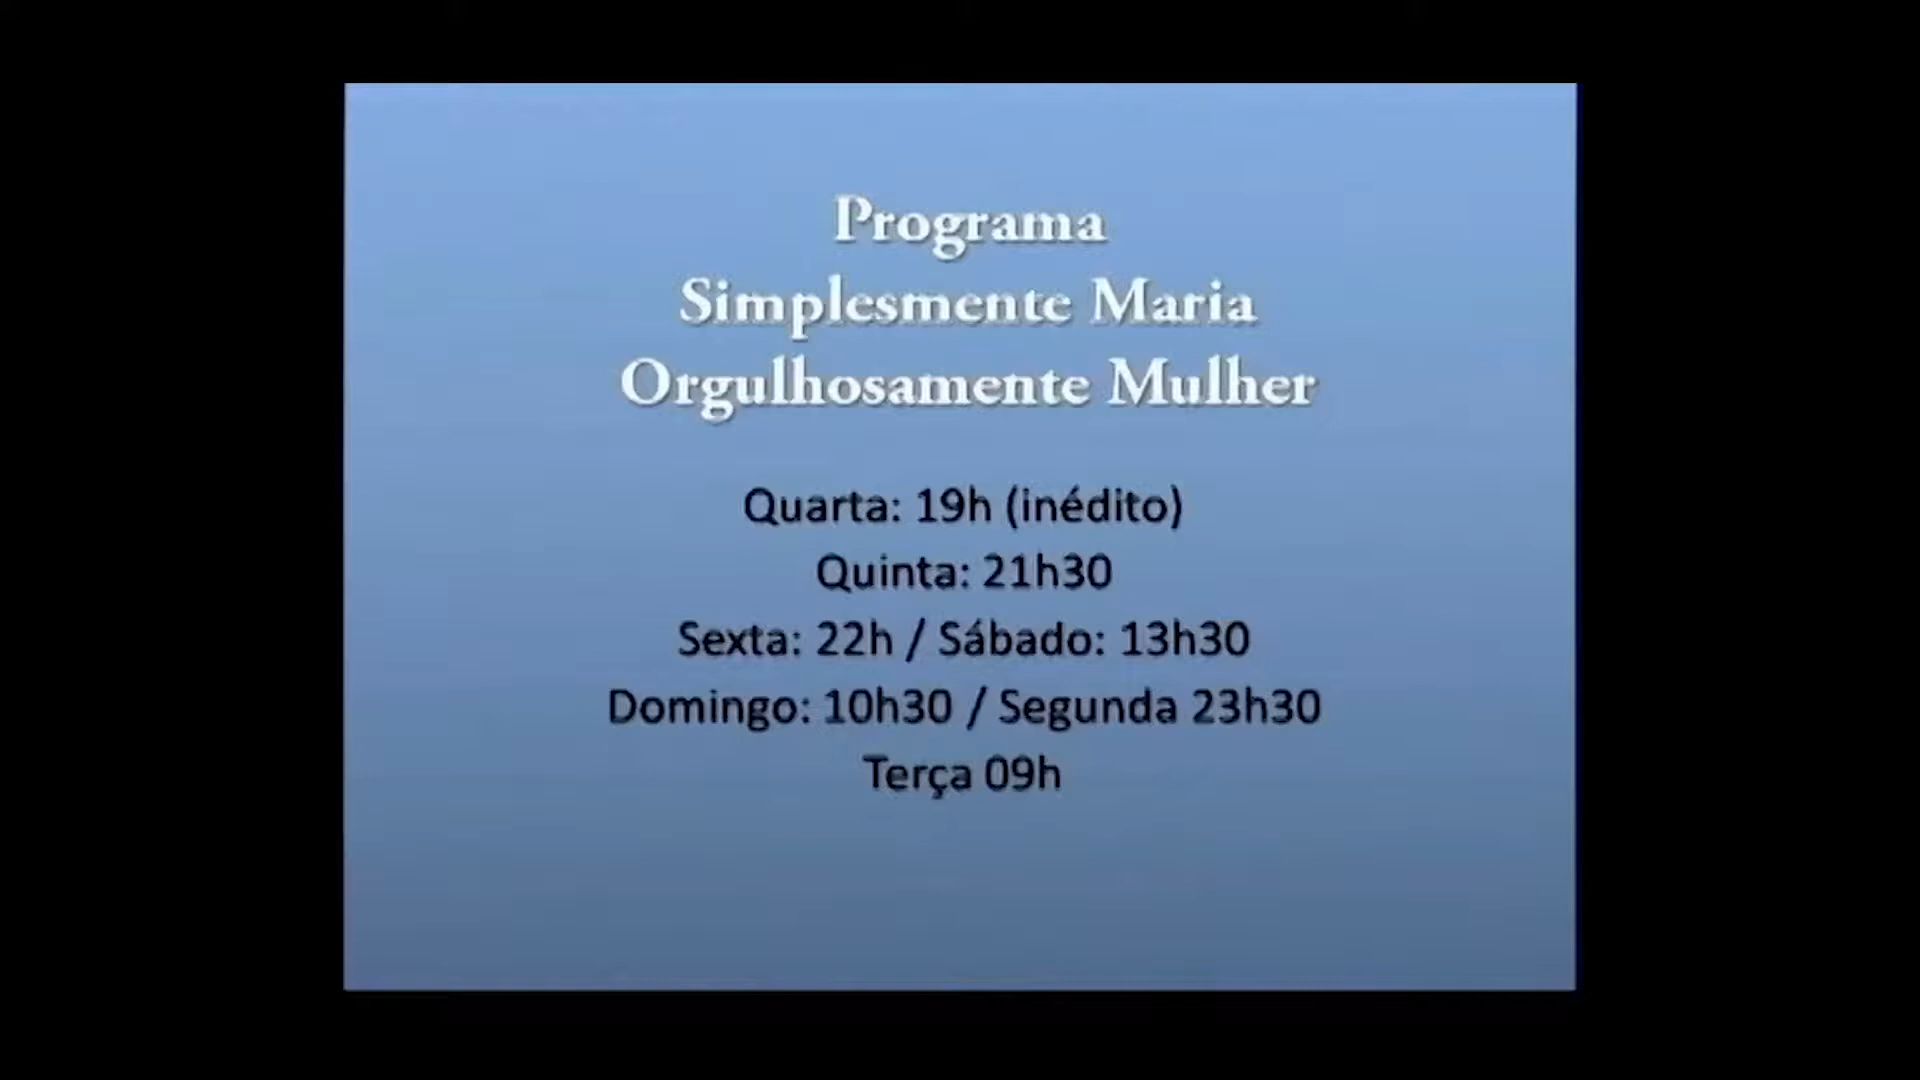 Programa
Simplesmente Maria
Orgulhosamente Mulher
Quarta: 19h (inédito)
Quinta: 21h30
Sexta: 22h / Sábado: 13h30
Domingo: 10h30 / Segunda 23h30
Terça 09h